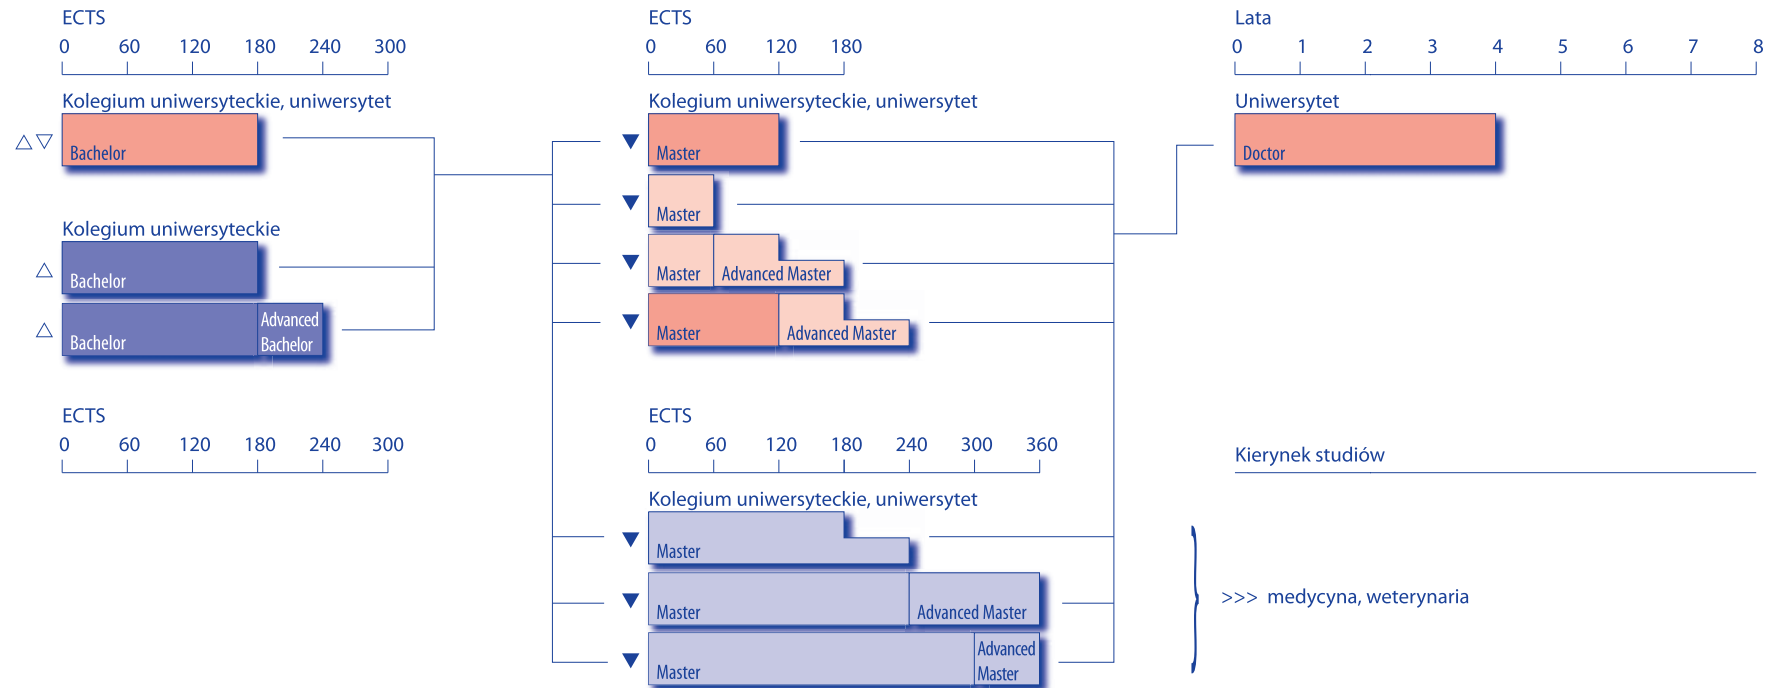 ECTS
0 60 120 180 240 300
Kolegium uniwersyteckie, uniwersytet
Bachelor
Kolegium uniwersyteckie
Bachelor
Bachelor
Advanced
Bachelor
ECTS
0 60 120 180 240 300
ECTS
0 60 120 180
Kolegium uniwersyteckie, uniwersytet
Master
Master
Master Advanced Master
Master Advanced Master
ECTS
0 60 120 180 240 300 360
Kolegium uniwersyteckie, uniwersytet
Master
Master Advanced Master
Master
Advanced
Master
Lata
0 1 2 3 4 5 6 7 8
Uniwersytet
Doctor
Kierynek studiów
>>> medycyna, weterynaria